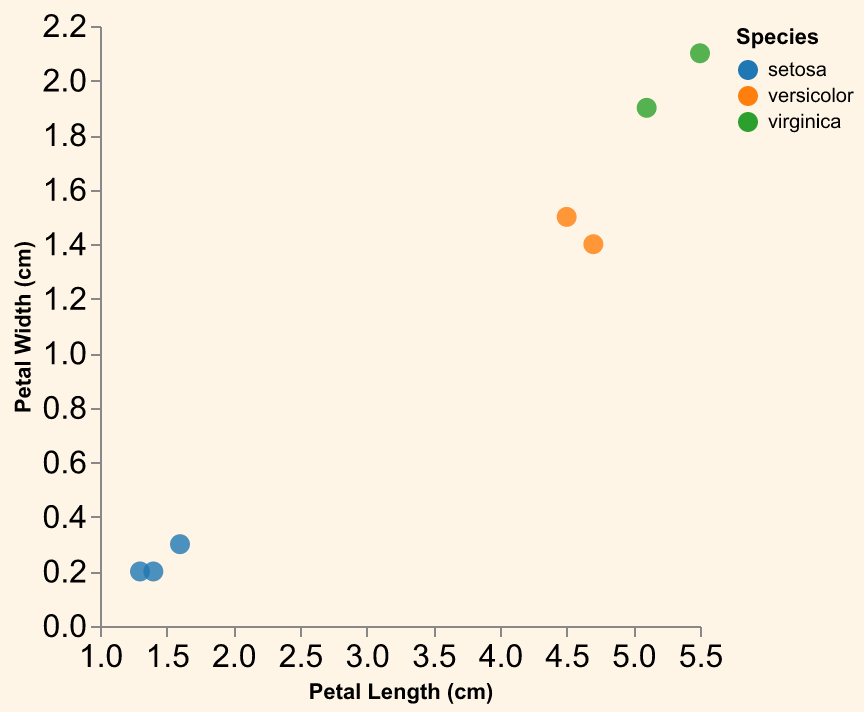 2.2
2.0
1.8
1.6
1.4
1.2
1.0
0.8
0.6
0.4
0.2
0.0
Petal Width (cm)
1.0 1.5 2.0 2.5 3.0 3.5 4.0 4.5 5.0 5.5
Petal Length (cm)
Species
setosa
versicolor
virginica